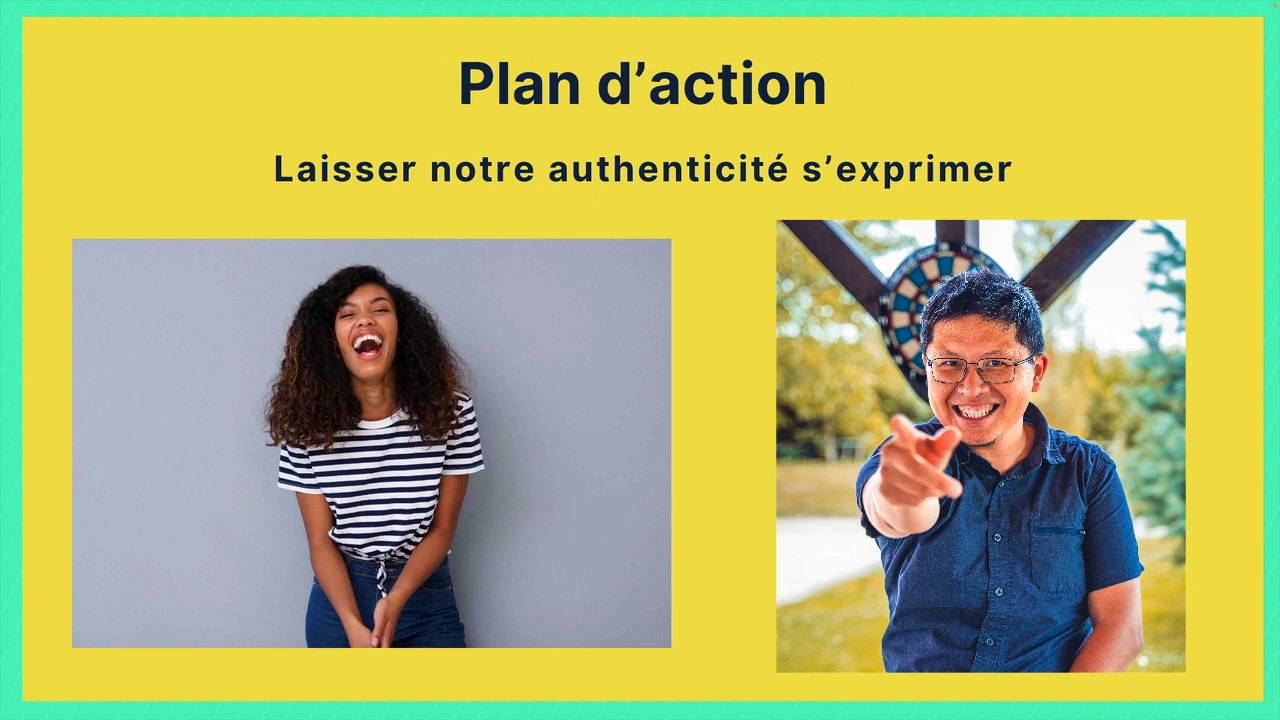 Plan d’action
Laisser notre authenticité s’exprimer